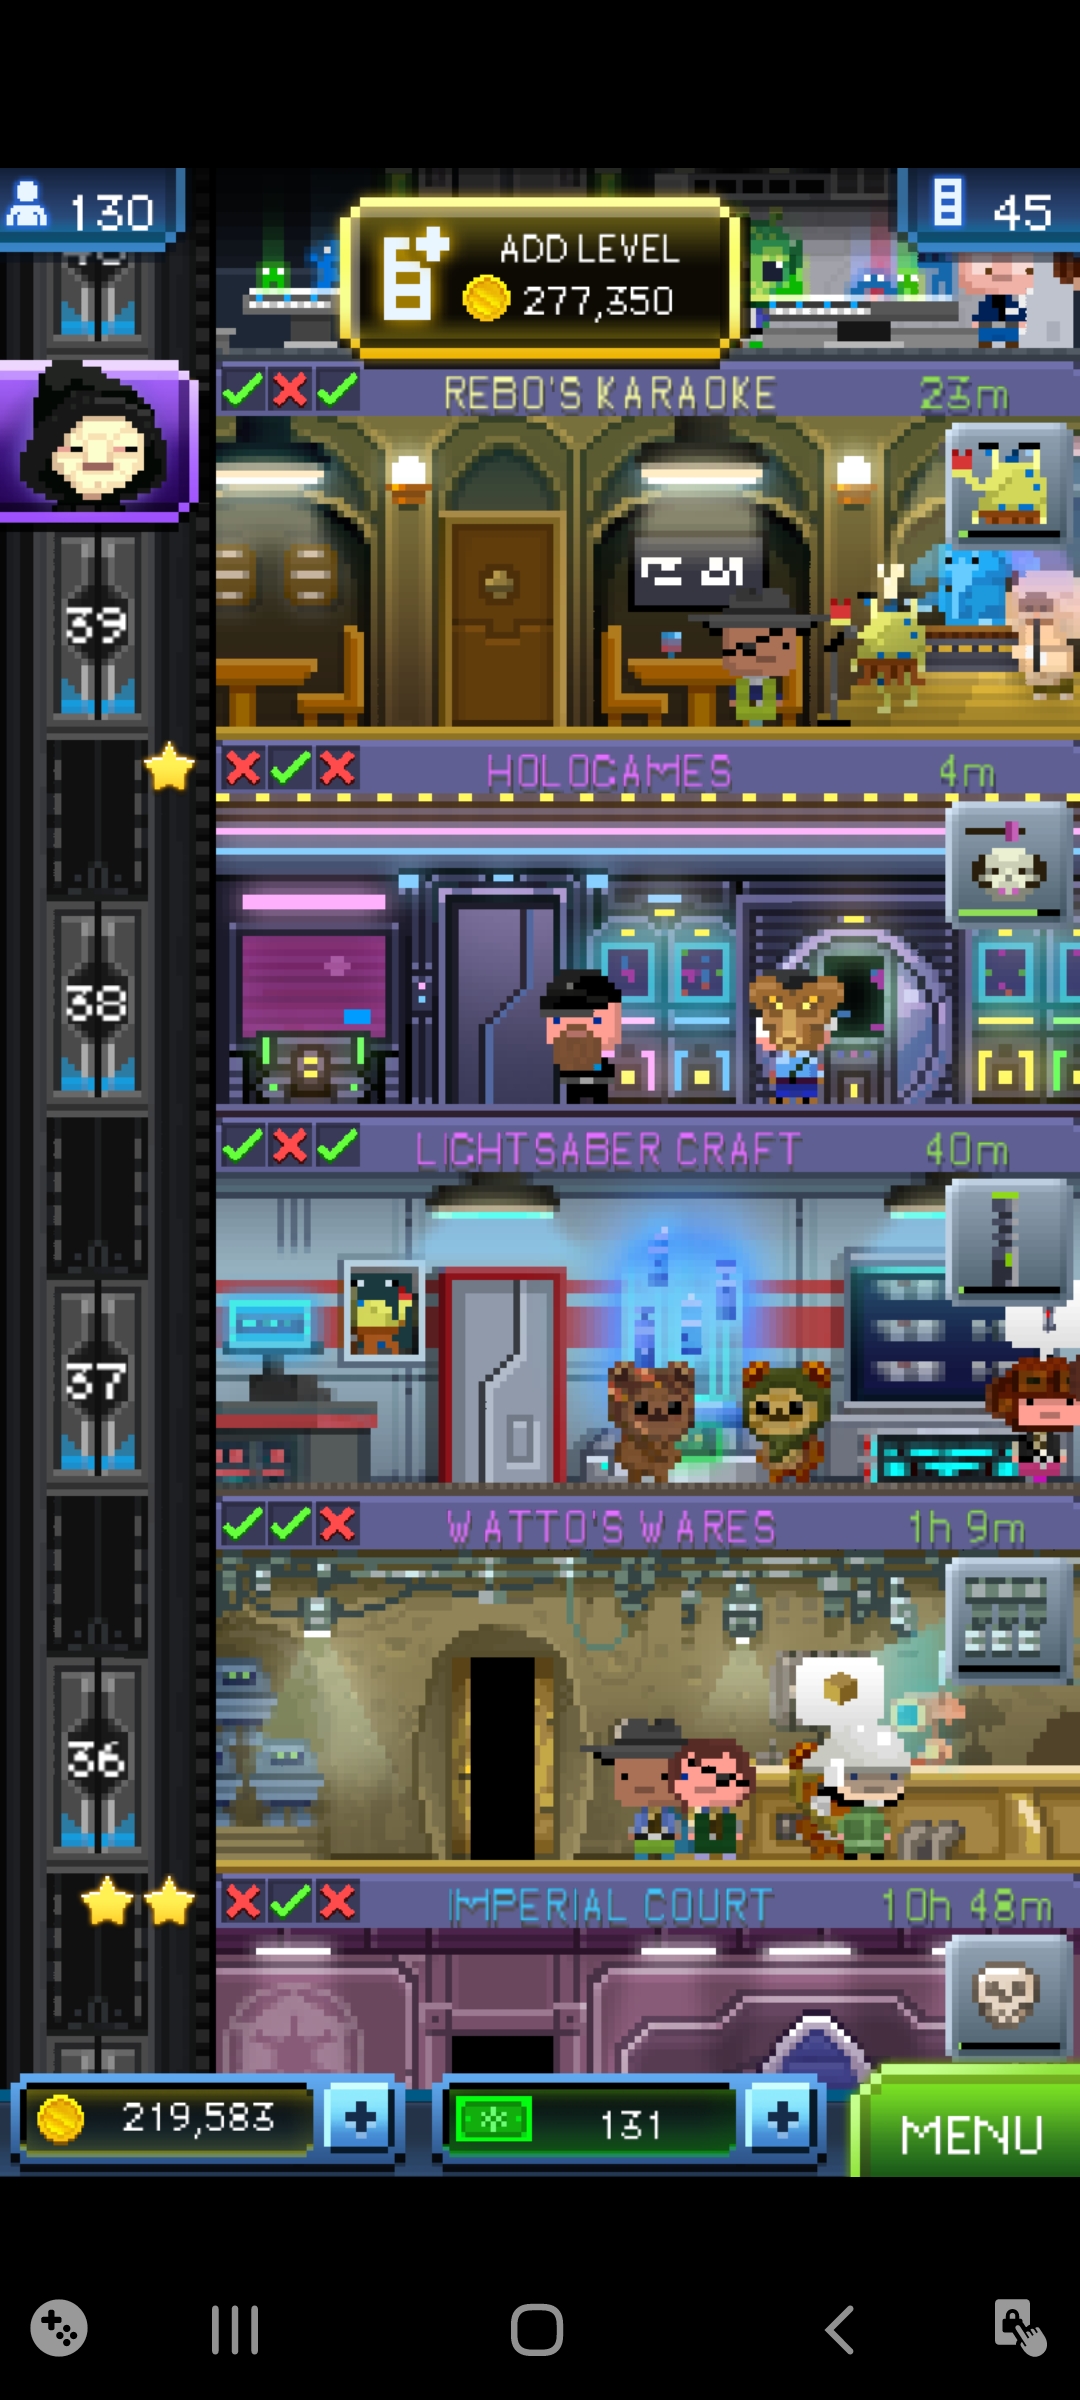 130
ADD LEVEL
277,350
45
REBO'S KARAOKE 23m
39
HOLOGAMES 4m
38
LIGHTSABER CRAFT 40m
37
WATTO'S WARES 1h 9m
36
IMPERIAL COURT 10h 48m
219,583
131
MENU